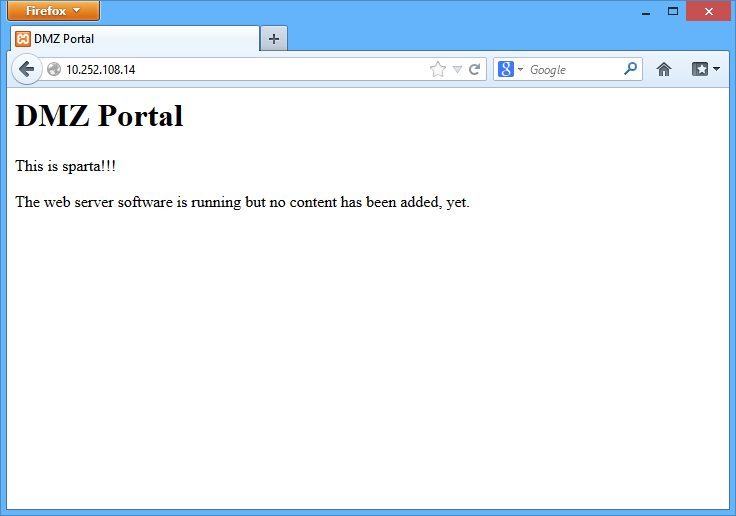 Firefox
DMZ Portal
10.252.108.14
Google
DMZ Portal
This is sparta!!!
The web server software is running but no content has been added, yet.